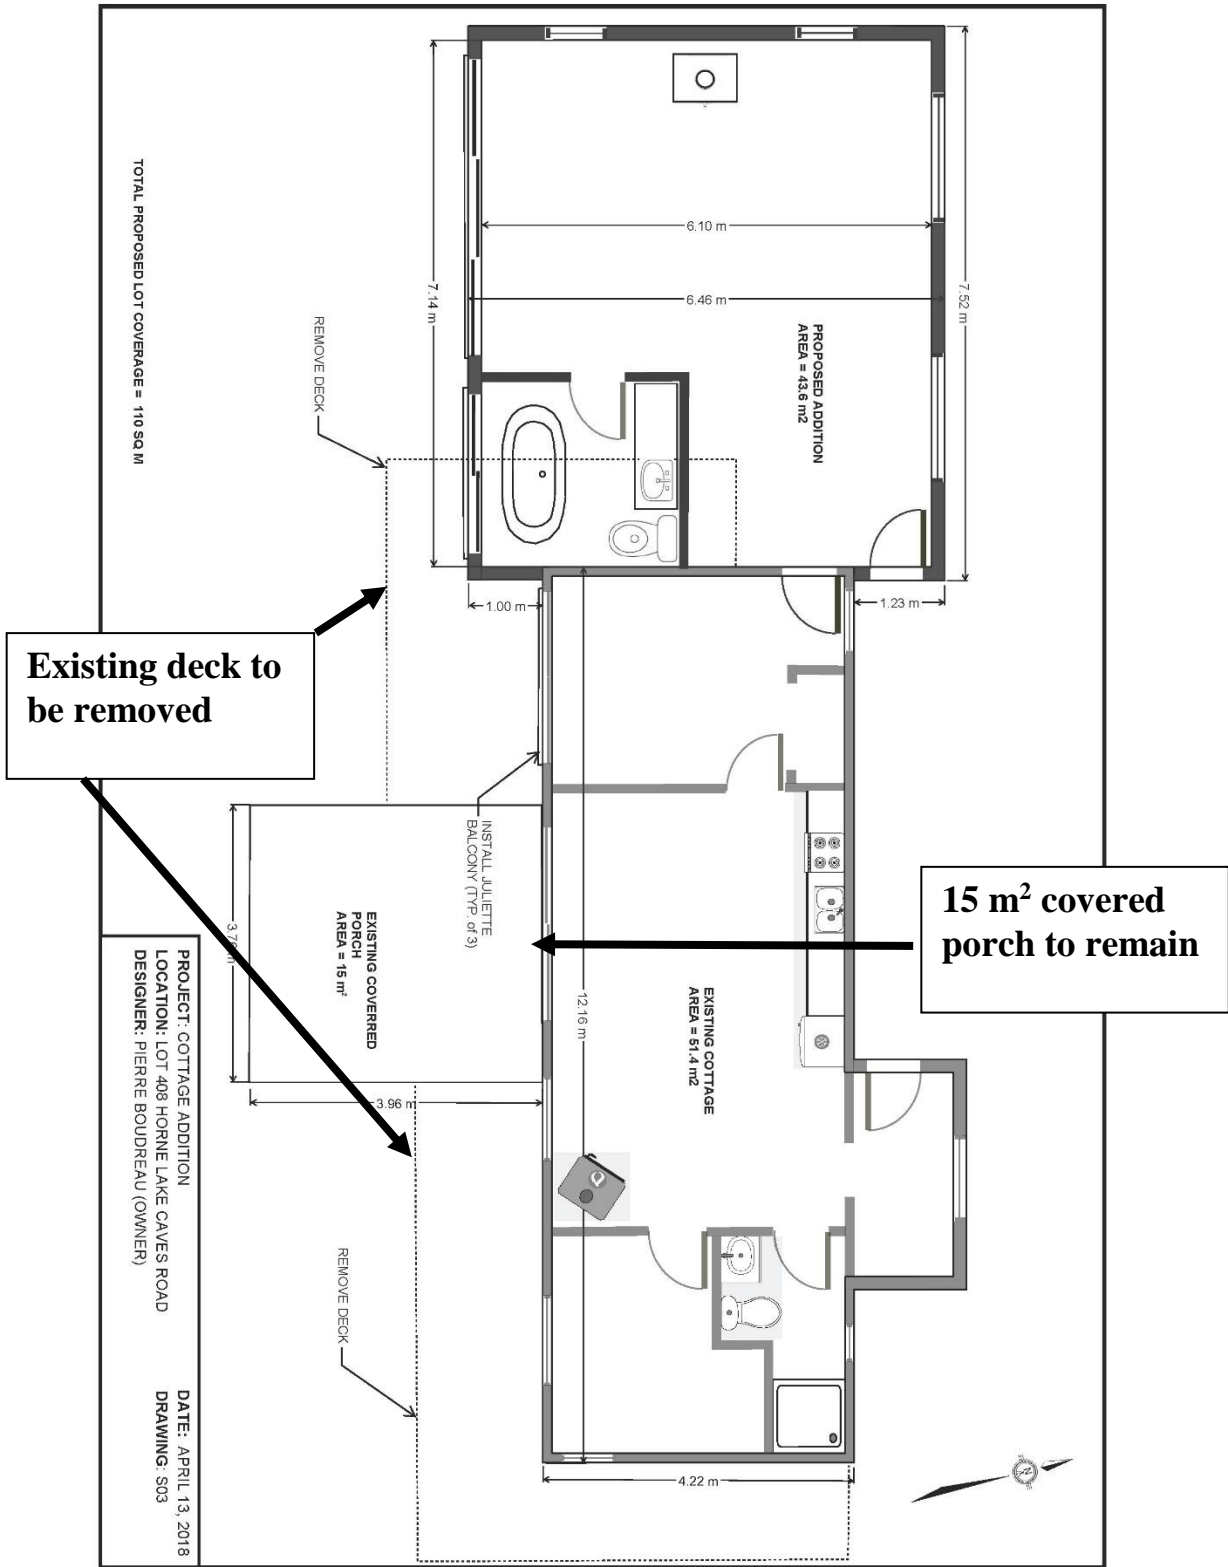 6.10 m
6.46 m
7.14 m
7.52 m
PROPOSED ADDITION
AREA = 43.6 m2
TOTAL PROPOSED LOT COVERAGE = 110 SQ M
REMOVE DECK
1.00 m
1.23 m
Existing deck to
be removed
INSTALL JULIETTE
BALCONY (TYP. of 3)
EXISTING COVERRED
PORCH
AREA = 15 m²
15 m² covered
porch to remain
12.16 m
EXISTING COTTAGE
AREA = 51.4 m2
3.96 m
REMOVE DECK
4.22 m
N
PROJECT: COTTAGE ADDITION
LOCATION: LOT 408 HORNE LAKE CAVES ROAD
DESIGNER: PIERRE BOUDREAU (OWNER)
DATE: APRIL 13, 2018
DRAWING: S03